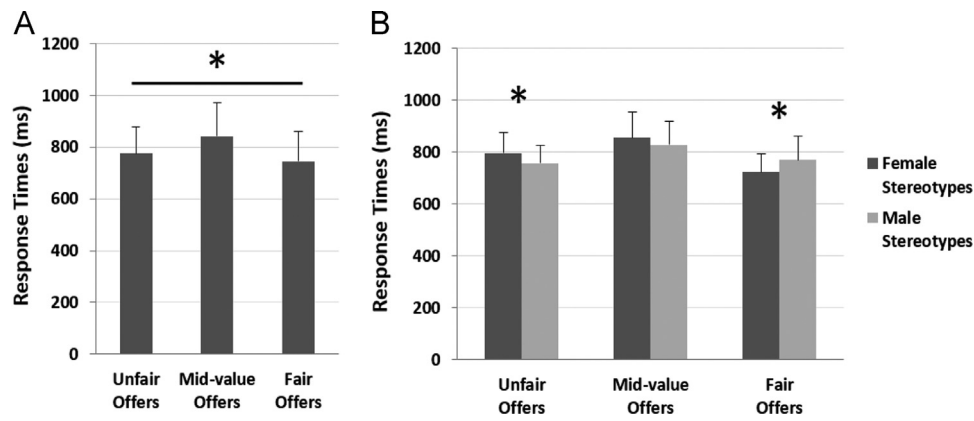 A
Response Times (ms)
1200
1000
800
600
400
200
0
*
Unfair Offers
Mid-value Offers
Fair Offers
B
Response Times (ms)
1200
1000
800
600
400
200
0
*
*
Unfair Offers
Mid-value Offers
Fair Offers
Female
Stereotypes
Male
Stereotypes